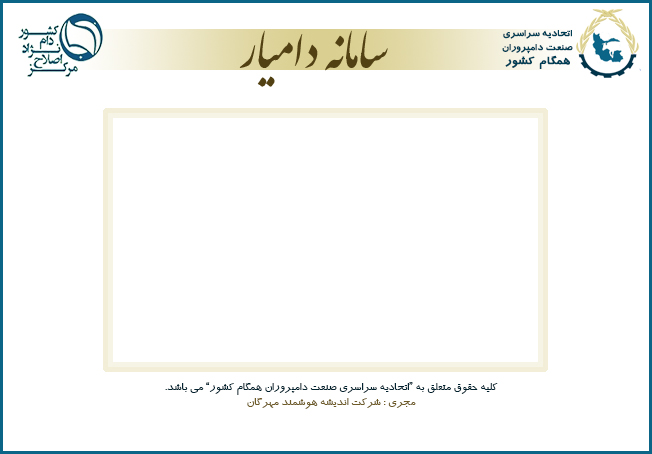 اتحادیه سراسری
صنعت دامپروران
همگام کشور
سامانه دامیار
مرکز اصلاح نژاد دام کشور
کلیه حقوق متعلق به "اتحادیه سراسری صنعت دامپروران همگام کشور" می باشد.
مجری : شرکت اندیشه هوشمند مهرگان